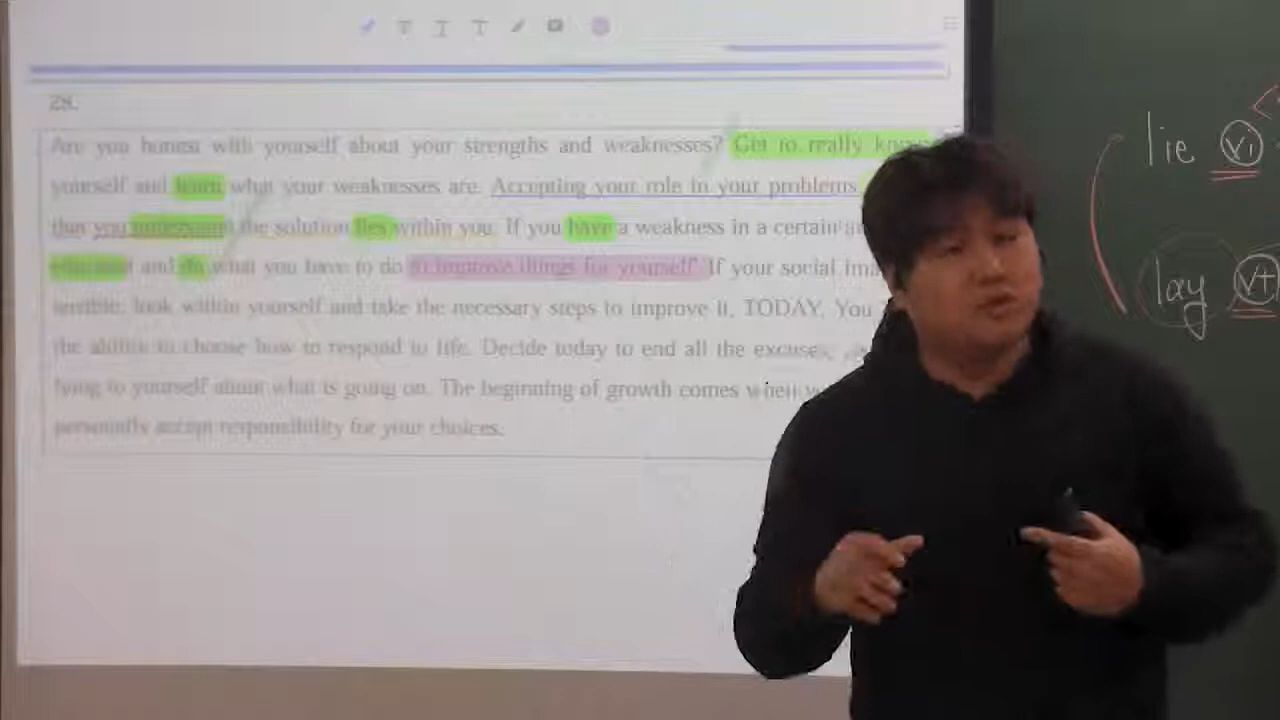 28.
Are you honest with yourself about your strengths and weaknesses? Get to really know
yourself and learn what your weaknesses are. Accepting your role in your problems
that you understand the solution lies within you. If you have a weakness in a certain
and do what you have to do to improve things for yourself. If your social
terrible, look within yourself and take the necessary steps to improve it, TODAY. You
the ability to choose how to respond to life. Decide today to end all the excuses,
lying to yourself about what is going on. The beginning of growth comes when
personally accept responsibility for your choices.
lie vi
lay vt